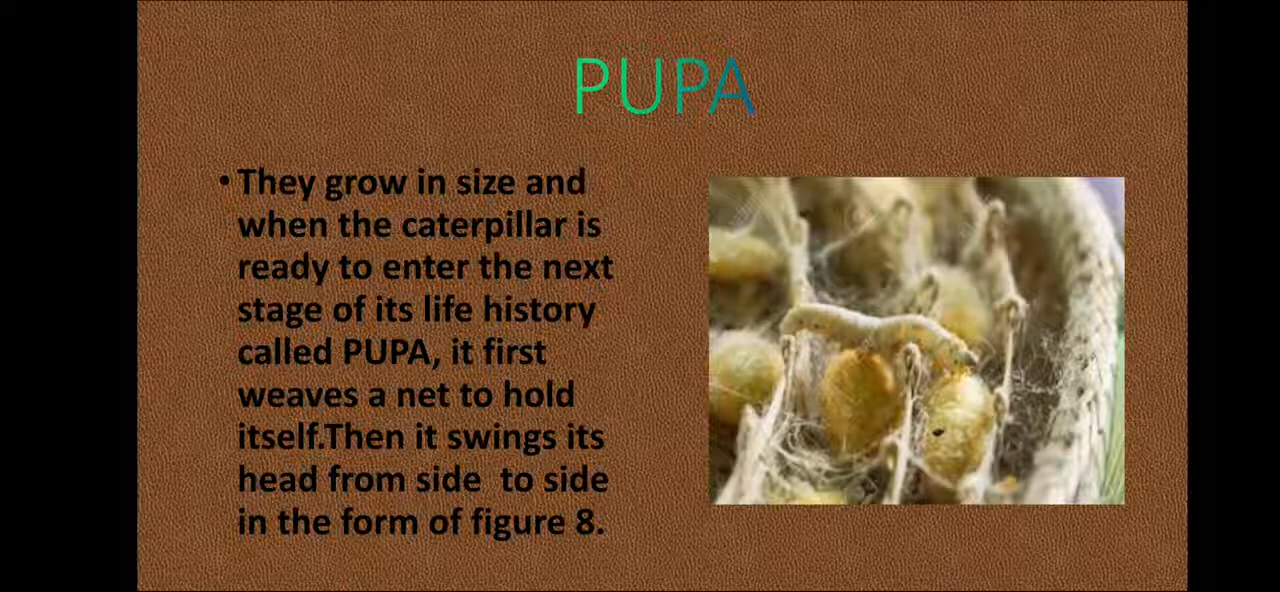 PUPA
• They grow in size and
when the caterpillar is
ready to enter the next
stage of its life history
called PUPA, it first
weaves a net to hold
itself.Then it swings its
head from side  to side
in the form of figure 8.